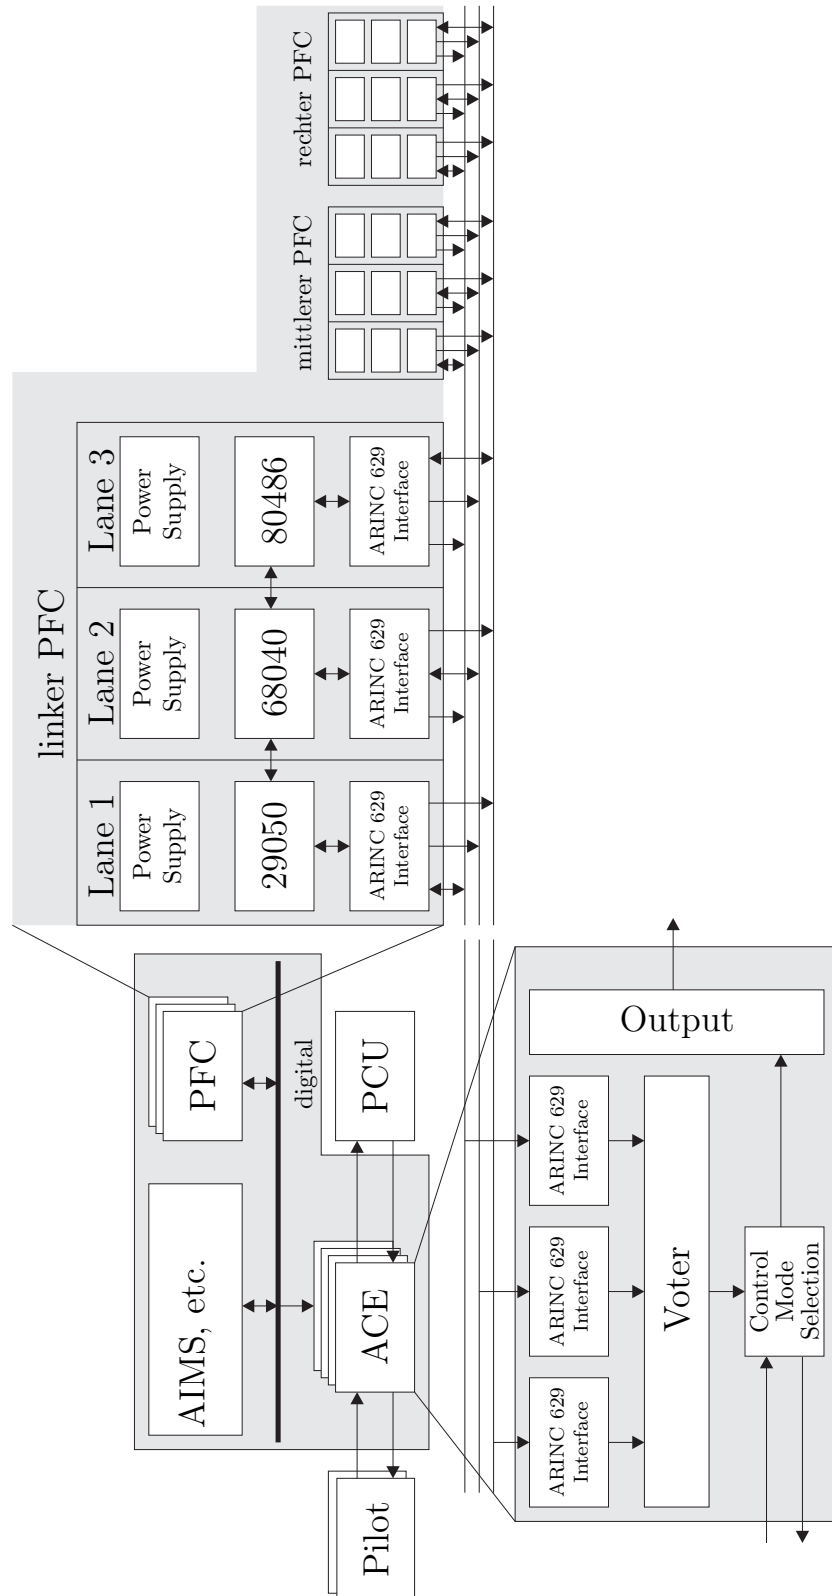 linker PFC
Lane 1
Lane 2
Lane 3
Power
Supply
Power
Supply
Power
Supply
29050
68040
80486
ARINC 629
Interface
ARINC 629
Interface
ARINC 629
Interface
mittlerer PFC
rechter PFC
AIMS, etc.
PFC
digital
Pilot
ACE
PCU
ARINC 629
Interface
ARINC 629
Interface
ARINC 629
Interface
Voter
Output
Control
Mode
Selection